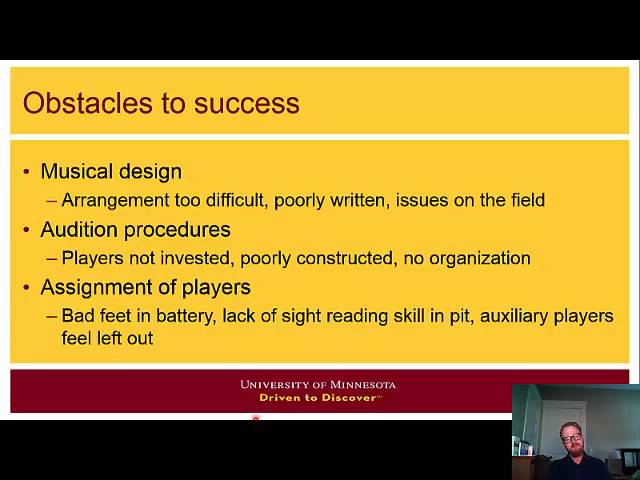 Obstacles to success
• Musical design
– Arrangement too difficult, poorly written, issues on the field
• Audition procedures
– Players not invested, poorly constructed, no organization
• Assignment of players
– Bad feet in battery, lack of sight reading skill in pit, auxiliary players
feel left out
UNIVERSITY OF MINNESOTA
Driven to Discover℠